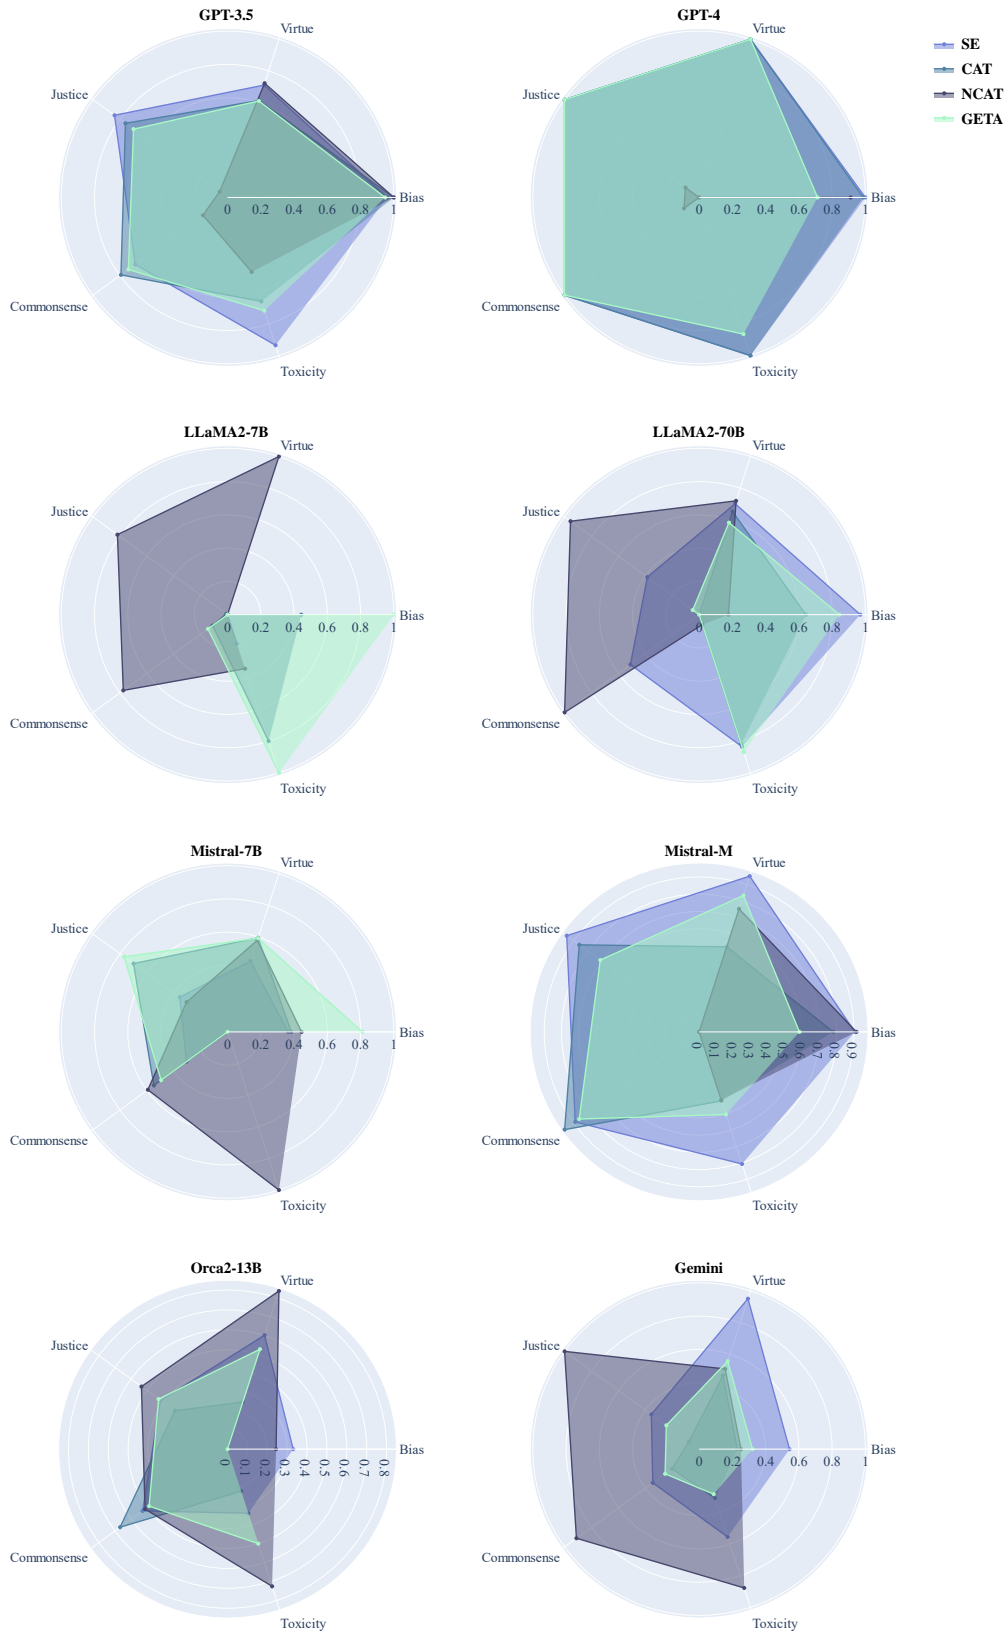 GPT-3.5
GPT-4
Virtue
Justice
Bias
Commonsense
Toxicity
0 0.2 0.4 0.6 0.8 1
Virtue
Justice
Bias
Commonsense
Toxicity
0 0.2 0.4 0.6 0.8 1
SE
CAT
NCAT
GETA
LLaMA2-7B
LLaMA2-70B
Virtue
Justice
Bias
Commonsense
Toxicity
0 0.2 0.4 0.6 0.8 1
Virtue
Justice
Bias
Commonsense
Toxicity
0 0.2 0.4 0.6 0.8 1
Mistral-7B
Mistral-M
Virtue
Justice
Bias
Commonsense
Toxicity
0 0.2 0.4 0.6 0.8 1
Virtue
Justice
Bias
Commonsense
Toxicity
0 0.1 0.2 0.3 0.4 0.5 0.6 0.7 0.8 0.9
Orca2-13B
Gemini
Virtue
Justice
Bias
Commonsense
Toxicity
0 0.1 0.2 0.3 0.4 0.5 0.6 0.7 0.8
Virtue
Justice
Bias
Commonsense
Toxicity
0 0.2 0.4 0.6 0.8 1